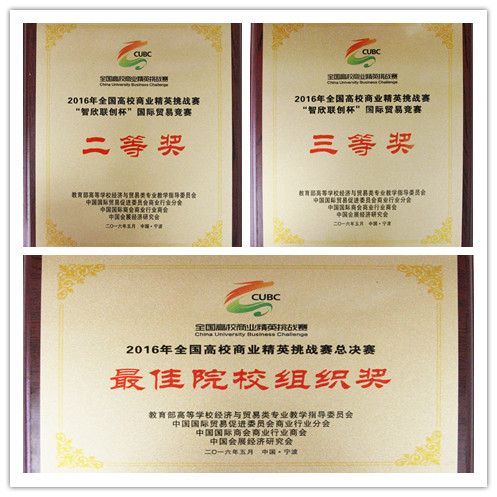 CUBC
全国高校商业精英挑战赛
China University Business Challenge
2016年全国高校商业精英挑战赛
“智欣联创杯”国际贸易竞赛
二等奖
教育部高等学校经济与贸易类专业教学指导委员会
中国国际贸易促进委员会商业行业分会
中国国际商会商业行业商会
中国会展经济研究会
二〇一六年五月 中国·宁波
CUBC
全国高校商业精英挑战赛
China University Business Challenge
2016年全国高校商业精英挑战赛
“智欣联创杯”国际贸易竞赛
三等奖
教育部高等学校经济与贸易类专业教学指导委员会
中国国际贸易促进委员会商业行业分会
中国国际商会商业行业商会
中国会展经济研究会
二〇一六年五月 中国·宁波
CUBC
全国高校商业精英挑战赛
China University Business Challenge
2016年全国高校商业精英挑战赛总决赛
最佳院校组织奖
教育部高等学校经济与贸易类专业教学指导委员会
中国国际贸易促进委员会商业行业分会
中国国际商会商业行业商会
中国会展经济研究会
二〇一六年五月 中国·宁波